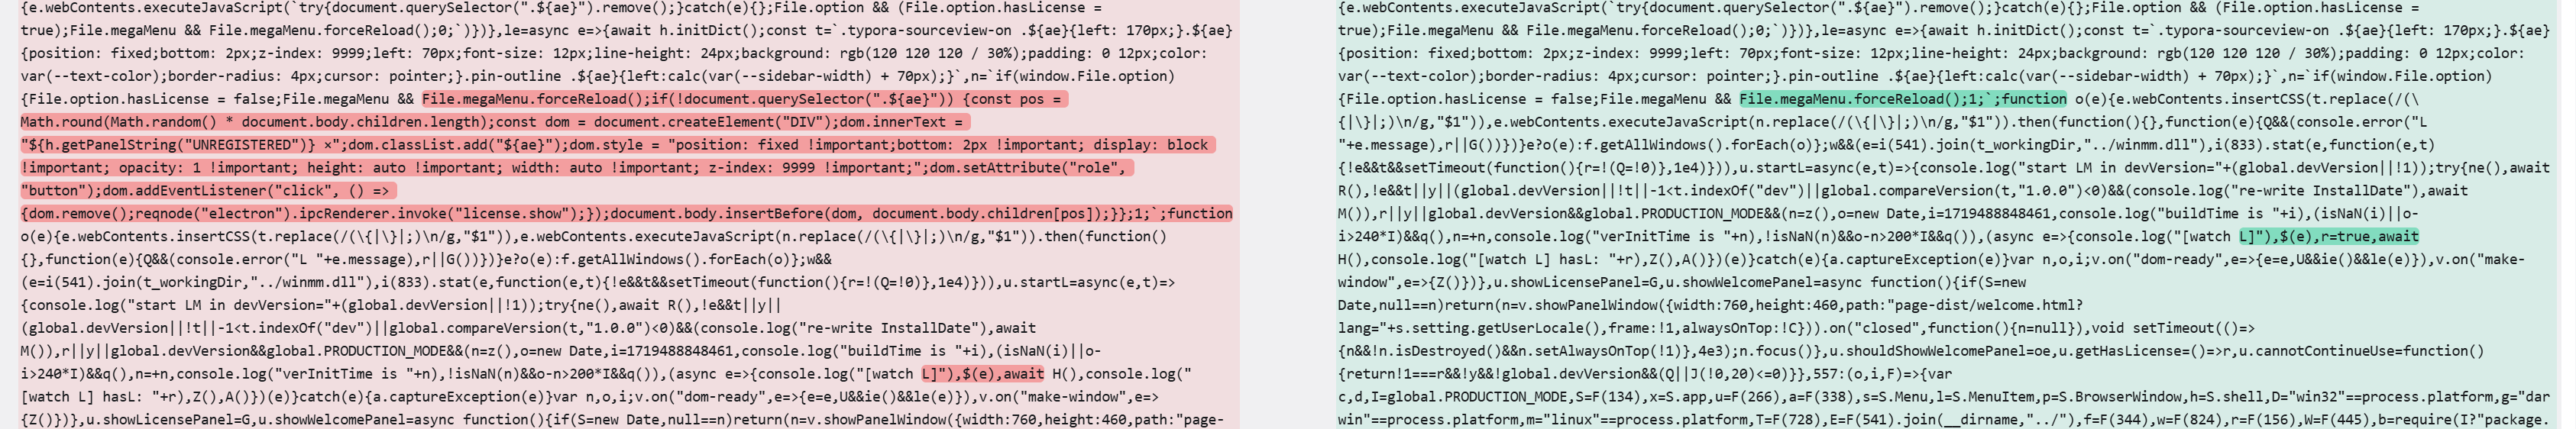 {e.webContents.executeJavaScript(`try{document.querySelector(".${ae}").remove();}catch(e){};File.option && (File.option.hasLicense =
true);File.megaMenu && File.megaMenu.forceReload();0;`)})},le=async e=>{await h.initDict();const t=`.typora-sourceview-on .${ae}{left: 170px;}.${ae}
{position: fixed;bottom: 2px;z-index: 9999;left: 70px;font-size: 12px;line-height: 24px;background: rgb(120 120 120 / 30%);padding: 0 12px;color:
var(--text-color);border-radius: 4px;cursor: pointer;}.pin-outline .${ae}{left:calc(var(--sidebar-width) + 70px);}`,n=`if(window.File.option)
{File.option.hasLicense = false;File.megaMenu && File.megaMenu.forceReload();if(!document.querySelector(".${ae}")) {const pos =
Math.round(Math.random() * document.body.children.length);const dom = document.createElement("DIV");dom.innerText =
"${h.getPanelString("UNREGISTERED")} ×";dom.classList.add("${ae}");dom.style = "position: fixed !important;bottom: 2px !important; display: block
!important; opacity: 1 !important; height: auto !important; width: auto !important; z-index: 9999 !important;";dom.setAttribute("role",
"button");dom.addEventListener("click", () =>
{dom.remove();reqnode("electron").ipcRenderer.invoke("license.show");});document.body.insertBefore(dom, document.body.children[pos]);}};1;`;function
o(e){e.webContents.insertCSS(t.replace(/(\{|\}|;)\n/g,"$1")),e.webContents.executeJavaScript(n.replace(/(\{|\}|;)\n/g,"$1")).then(function()
{},function(e){Q&&(console.error("L "+e.message),r||G())})}e?o(e):f.getAllWindows().forEach(o)};w&&
(e=i(541).join(t_workingDir,"../winmm.dll"),i(833).stat(e,function(e,t){!e&&t&&setTimeout(function(){r=!(Q=!0)},1e4)})),u.startL=async(e,t)=>
{console.log("start LM in devVersion="+(global.devVersion||!1));try{ne(),await R(),!e&&t||y||
(global.devVersion||!t||-1<t.indexOf("dev")||global.compareVersion(t,"1.0.0")<0)&&(console.log("re-write InstallDate"),await
M()),r||y||global.devVersion&&global.PRODUCTION_MODE&&(n=z(),o=new Date,i=1719488848461,console.log("buildTime is "+i),(isNaN(i)||o-
i>240*I)&&q(),n=+n,console.log("verInitTime is "+n),!isNaN(n)&&o-n>200*I&&q()),(async e=>{console.log("[watch L]"),$(e),await H(),console.log("
[watch L] hasL: "+r),Z(),A()})(e)}catch(e){a.captureException(e)}var n,o,i;v.on("dom-ready",e=>{e=e,U&&ie()&&le(e)}),v.on("make-window",e=>
{Z()})},u.showLicensePanel=G,u.showWelcomePanel=async function(){if(S=new Date,null==n)return(n=v.showPanelWindow({width:760,height:460,path:"page-
{e.webContents.executeJavaScript(`try{document.querySelector(".${ae}").remove();}catch(e){};File.option && (File.option.hasLicense =
true);File.megaMenu && File.megaMenu.forceReload();0;`)})},le=async e=>{await h.initDict();const t=`.typora-sourceview-on .${ae}{left: 170px;}.${ae}
{position: fixed;bottom: 2px;z-index: 9999;left: 70px;font-size: 12px;line-height: 24px;background: rgb(120 120 120 / 30%);padding: 0 12px;color:
var(--text-color);border-radius: 4px;cursor: pointer;}.pin-outline .${ae}{left:calc(var(--sidebar-width) + 70px);}`,n=`if(window.File.option)
{File.option.hasLicense = false;File.megaMenu && File.megaMenu.forceReload();1;`;function o(e){e.webContents.insertCSS(t.replace(/(\
{|\}|;)\n/g,"$1")),e.webContents.executeJavaScript(n.replace(/(\{|\}|;)\n/g,"$1")).then(function(){},function(e){Q&&(console.error("L
"+e.message),r||G())})}e?o(e):f.getAllWindows().forEach(o)};w&&(e=i(541).join(t_workingDir,"../winmm.dll"),i(833).stat(e,function(e,t)
{!e&&t&&setTimeout(function(){r=!(Q=!0)},1e4)})),u.startL=async(e,t)=>{console.log("start LM in devVersion="+(global.devVersion||!1));try{ne(),await
R(),!e&&t||y||(global.devVersion||!t||-1<t.indexOf("dev")||global.compareVersion(t,"1.0.0")<0)&&(console.log("re-write InstallDate"),await
M()),r||y||global.devVersion&&global.PRODUCTION_MODE&&(n=z(),o=new Date,i=1719488848461,console.log("buildTime is "+i),(isNaN(i)||o-
i>240*I)&&q(),n=+n,console.log("verInitTime is "+n),!isNaN(n)&&o-n>200*I&&q()),(async e=>{console.log("[watch L]"),$(e),r=true,await
H(),console.log("[watch L] hasL: "+r),Z(),A()})(e)}catch(e){a.captureException(e)}var n,o,i;v.on("dom-ready",e=>{e=e,U&&ie()&&le(e)}),v.on("make-
window",e=>{Z()})},u.showLicensePanel=G,u.showWelcomePanel=async function(){if(S=new
Date,null==n)return(n=v.showPanelWindow({width:760,height:460,path:"page-dist/welcome.html?
lang="+s.setting.getUserLocale(),frame:!1,alwaysOnTop:!C})).on("closed",function(){n=null}),void setTimeout(()=>
{n&&!n.isDestroyed()&&n.setAlwaysOnTop(!1)},4e3);n.focus()},u.shouldShowWelcomePanel=oe,u.getHasLicense=()=>r,u.cannotContinueUse=function()
{return!1===r&&!y&&!global.devVersion&&(Q||J(!0,20)<=0)}},557:(o,i,F)=>{var
c,d,I=global.PRODUCTION_MODE,S=F(134),x=S.app,u=F(266),a=F(338),s=S.Menu,l=S.MenuItem,p=S.BrowserWindow,h=S.shell,D="win32"==process.platform,g="dar
win"==process.platform,m="linux"==process.platform,T=F(728),E=F(541).join(__dirname,"../"),f=F(344),w=F(824),r=F(156),W=F(445),b=require(I?"package.